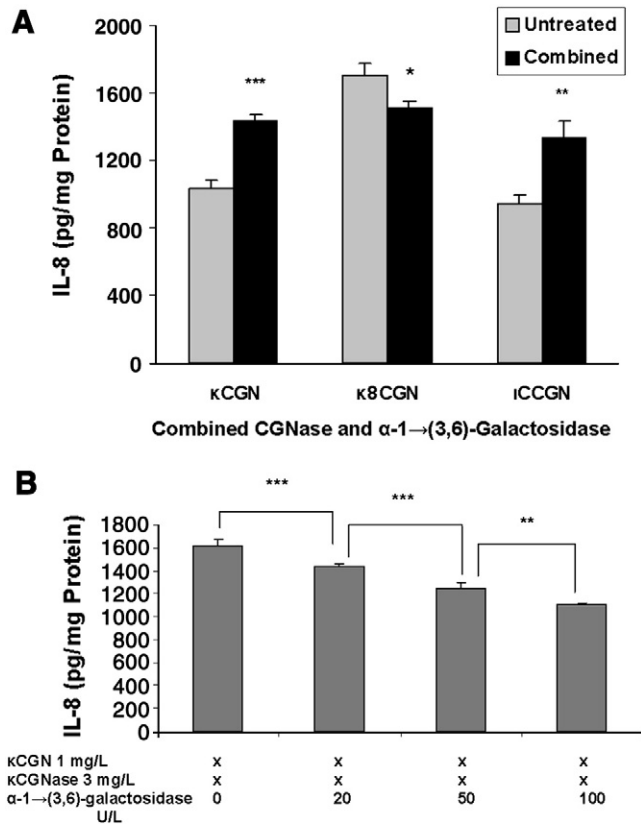 A
Untreated
Combined
IL-8 (pg/mg Protein)
2000
1600
1200
800
400
0
***
*
**
κCGN
κ8CGN
ιCCGN
Combined CGNase and α-1→(3,6)-Galactosidase
B
IL-8 (pg/mg Protein)
1800
1600
1400
1200
1000
800
600
400
200
0
***
***
**
κCGN 1 mg/L x x x x
κCGNase 3 mg/L x x x x
α-1→(3,6)-galactosidase 0 20 50 100
U/L